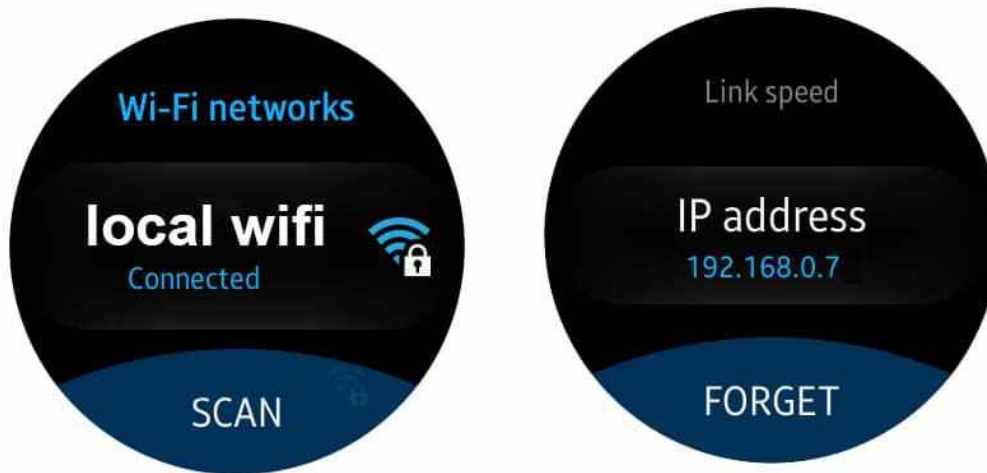 Wi-Fi networks
local wifi
Connected
SCAN
Link speed
IP address
192.168.0.7
FORGET